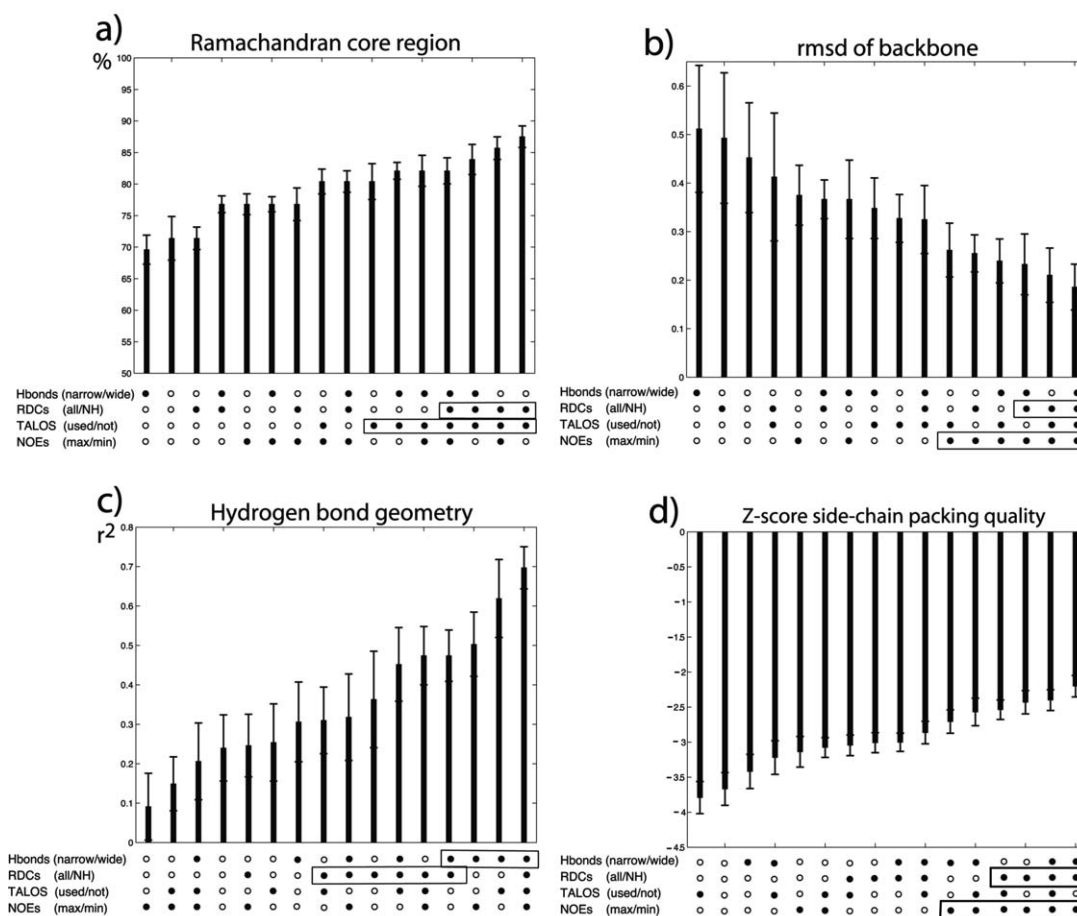 a)
Ramachandran core region
%
100
95
90
85
80
75
70
65
60
55
50
Hbonds (narrow/wide)
RDCs (all/NH)
TALOS (used/not)
NOEs (max/min)
b)
rmsd of backbone
0.6
0.5
0.4
0.3
0.2
0.1
0
Hbonds (narrow/wide)
RDCs (all/NH)
TALOS (used/not)
NOEs (max/min)
c)
Hydrogen bond geometry
r2
0.8
0.7
0.6
0.5
0.4
0.3
0.2
0.1
0
Hbonds (narrow/wide)
RDCs (all/NH)
TALOS (used/not)
NOEs (max/min)
d)
Z-score side-chain packing quality
0
-0.5
-1
-1.5
-2
-2.5
-3
-3.5
-4
-4.5
Hbonds (narrow/wide)
RDCs (all/NH)
TALOS (used/not)
NOEs (max/min)